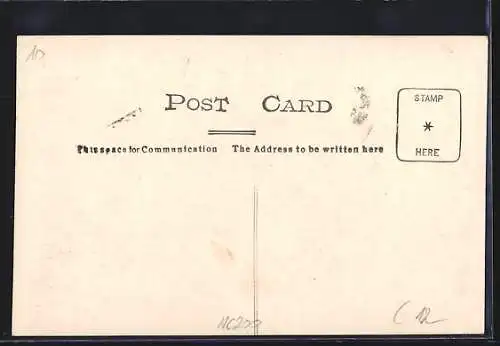 POST CARD
STAMP
*
HERE
This space for Communication The Address to be written here